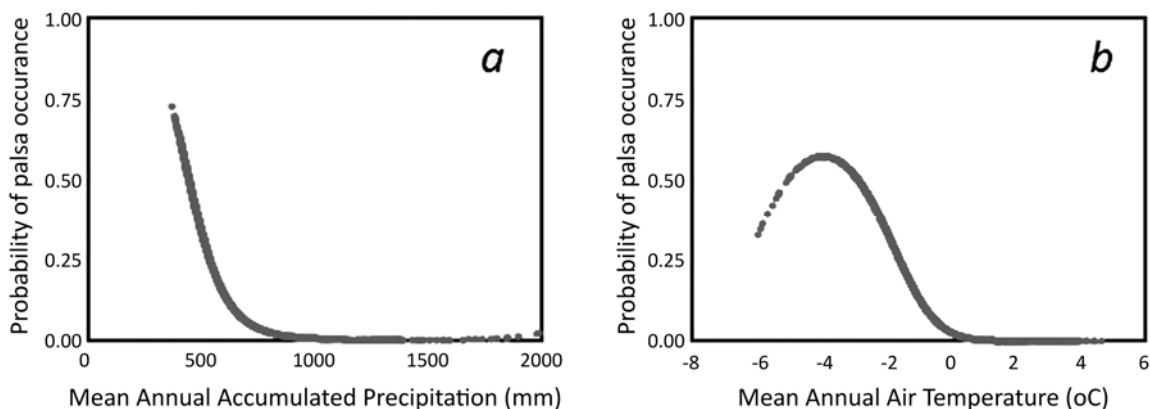 1.00
0.75
0.50
0.25
0.00
Probability of palsa occurance
a
0 500 1000 1500 2000
Mean Annual Accumulated Precipitation (mm)
1.00
0.75
0.50
0.25
0.00
Probability of palsa occurance
b
-8 -6 -4 -2 0 2 4 6
Mean Annual Air Temperature (oC)